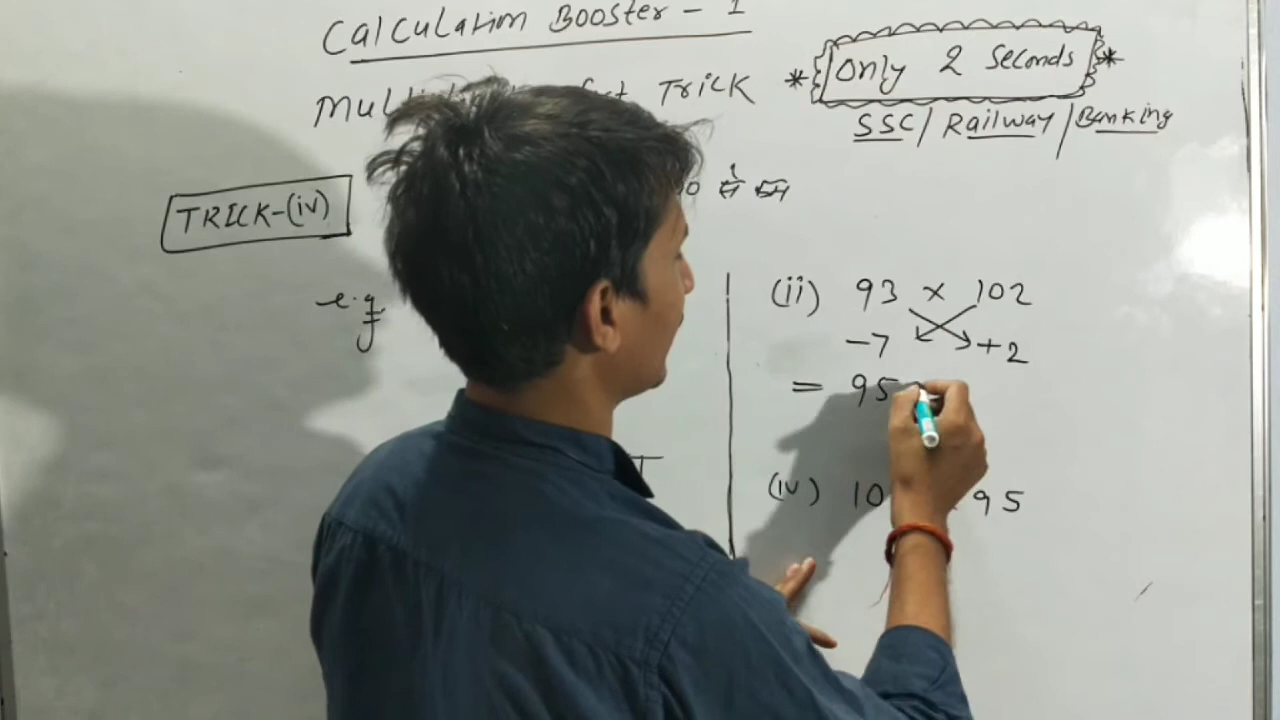 Calculation Booster - I
TRICK * Only 2 Seconds *
SSC / Railway / Banking
TRICK-(iv)
e.g
(ii) 93 × 102
-7 +2
= 95
(iv) 10 95